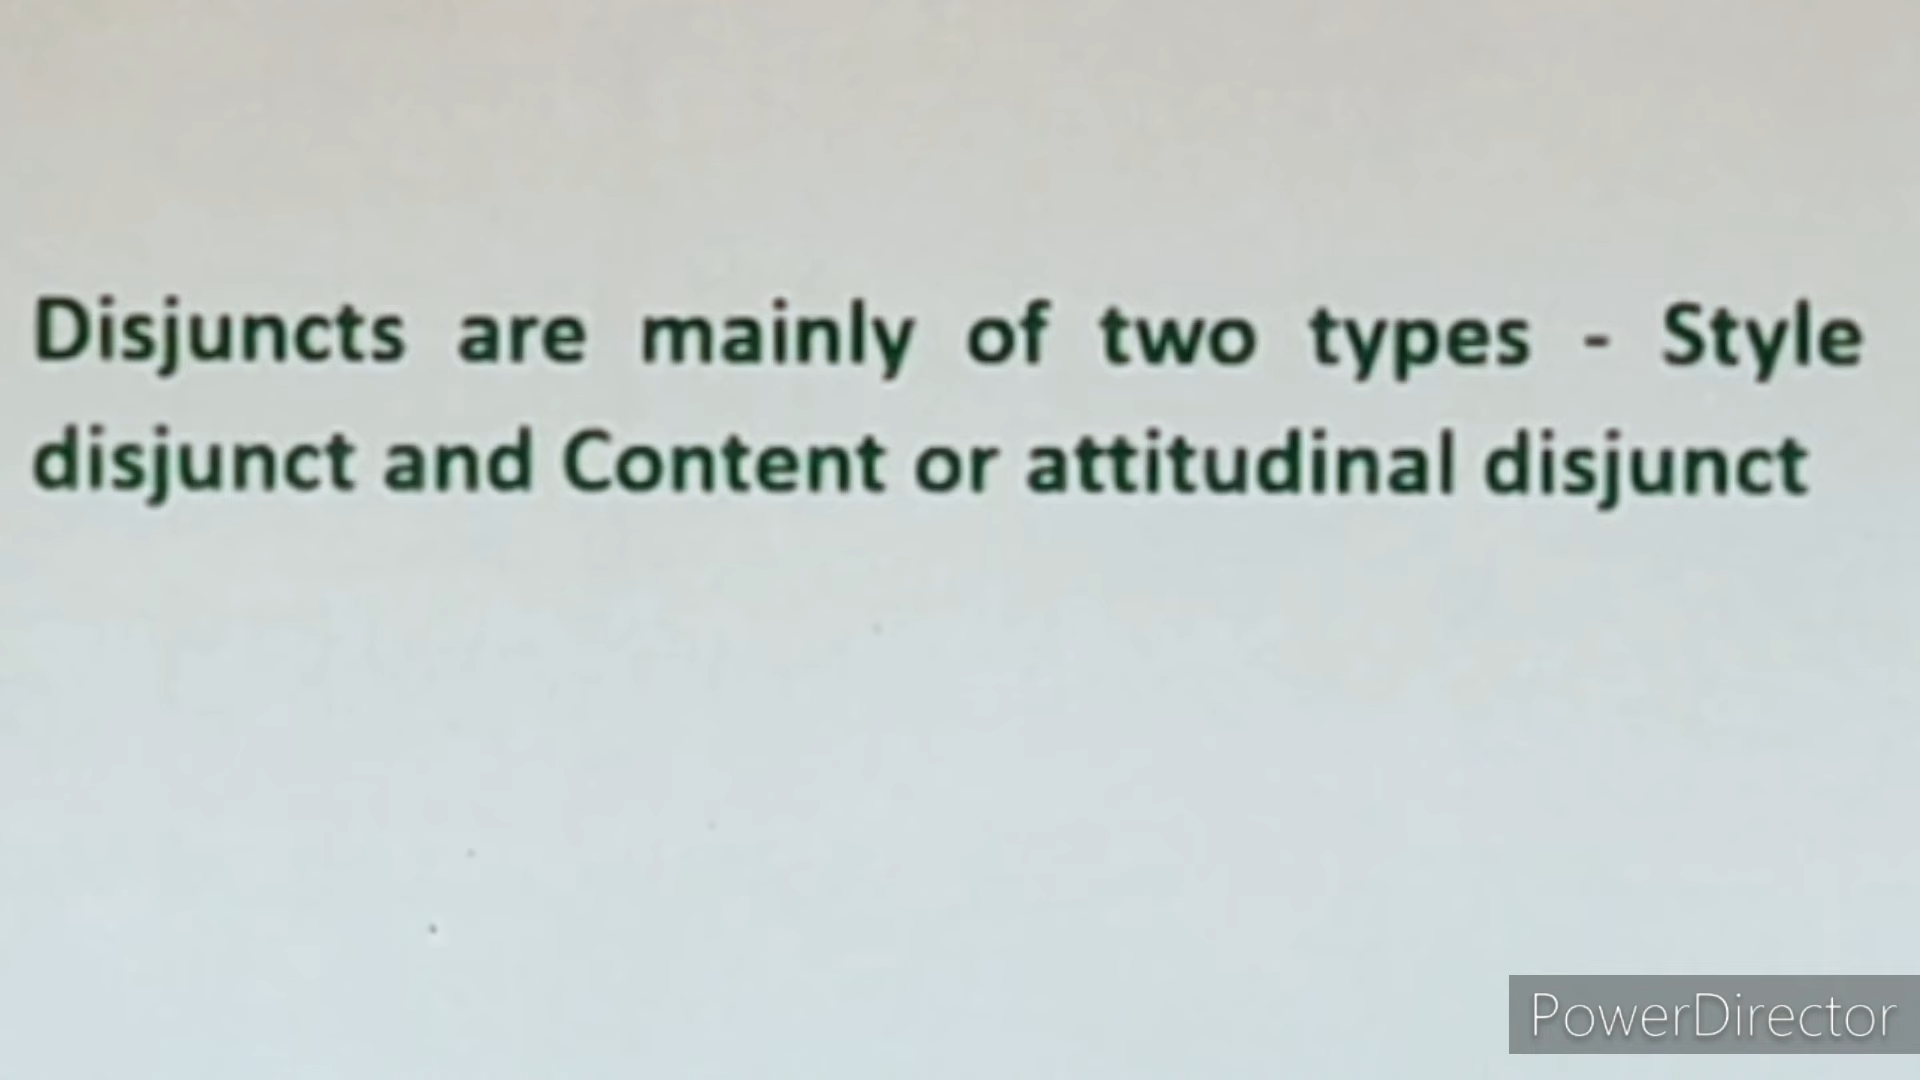 Disjuncts are mainly of two types - Style
disjunct and Content or attitudinal disjunct
PowerDirector